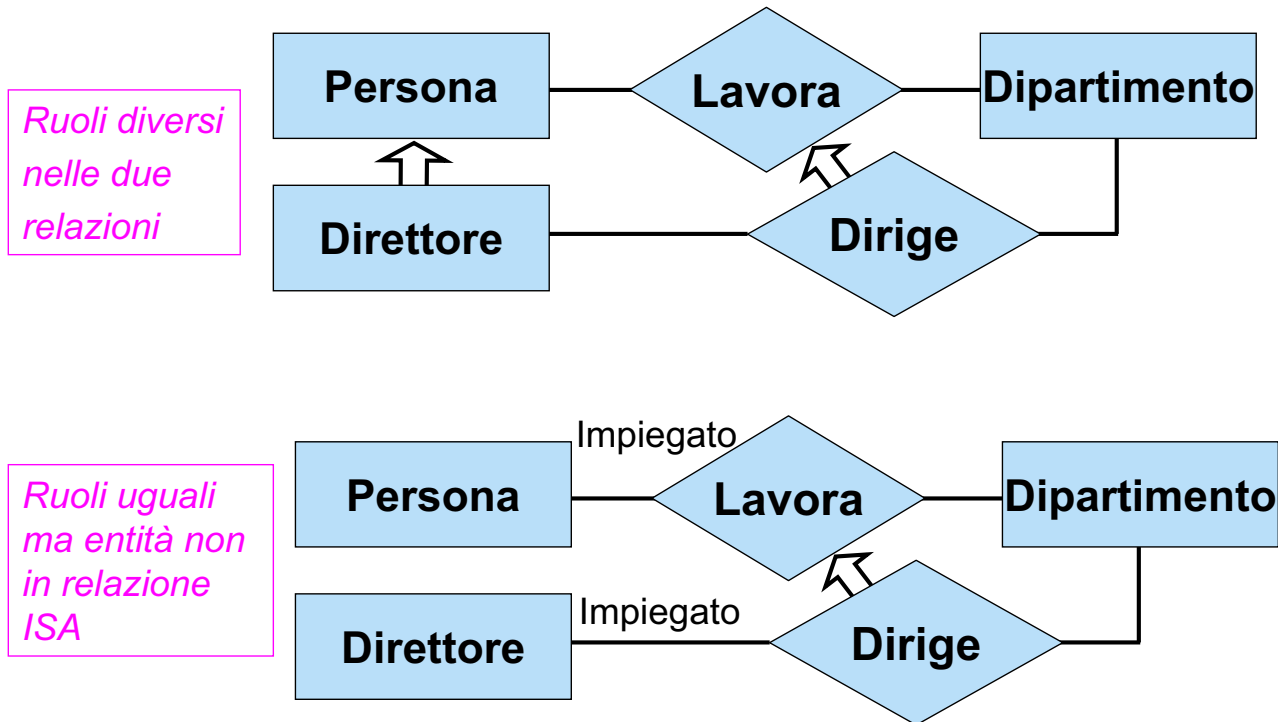 Persona
Lavora
Dipartimento
Ruoli diversi
nelle due
relazioni
Direttore
Dirige
Impiegato
Persona
Lavora
Dipartimento
Ruoli uguali
ma entità non
in relazione
ISA
Impiegato
Direttore
Dirige